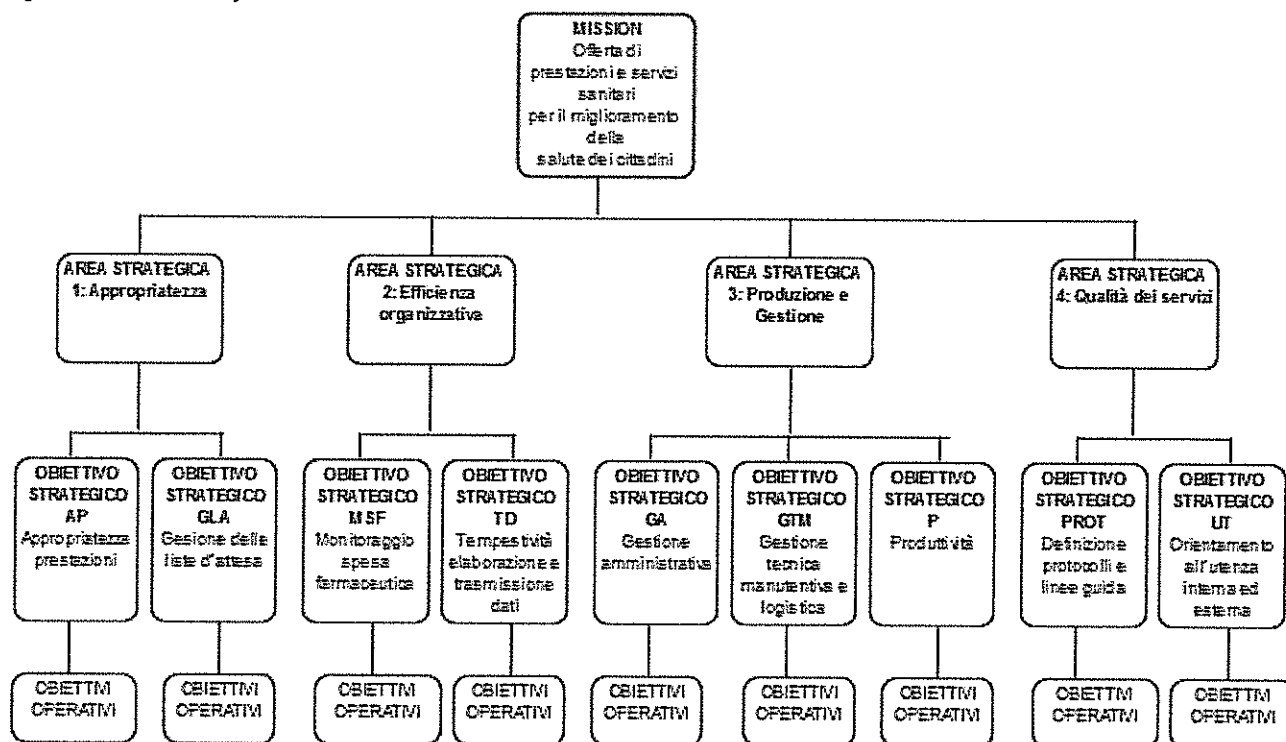 MISSION
Offerta di
prestazioni e servizi
sanitari
per il miglioramento
della
salute dei cittadini
AREA STRATEGICA
1: Appropriatezza
AREA STRATEGICA
2: Efficienza
organizzativa
AREA STRATEGICA
3: Produzione e
Gestione
AREA STRATEGICA
4: Qualità dei servizi
OBIETTIVO
STRATEGICO
AP
Appropriatezza
prestazioni
OBIETTIVO
STRATEGICO
GLA
Gesione delle
liste d'attesa
OBIETTIVO
STRATEGICO
MSF
Monitoraggio
spesa
farmaceutica
OBIETTIVO
STRATEGICO
TD
Tempestività
elaborazione e
trasmissione
dati
OBIETTIVO
STRATEGICO
GA
Gestione
amministrativa
OBIETTIVO
STRATEGICO
GTM
Gestione
tecnica
manutentiva e
logistica
OBIETTIVO
STRATEGICO
P
Produttività
OBIETTIVO
STRATEGICO
PROT
Definizione
protocolli e
linee guida
OBIETTIVO
STRATEGICO
UT
Orientamento
all'utenza
interna ed
esterna
OBIETTIVI
OPERATIVI
OBIETTIVI
OPERATIVI
OBIETTIVI
OPERATIVI
OBIETTIVI
OPERATIVI
OBIETTIVI
OPERATIVI
OBIETTIVI
OPERATIVI
OBIETTIVI
OPERATIVI
OBIETTIVI
OPERATIVI
OBIETTIVI
OPERATIVI